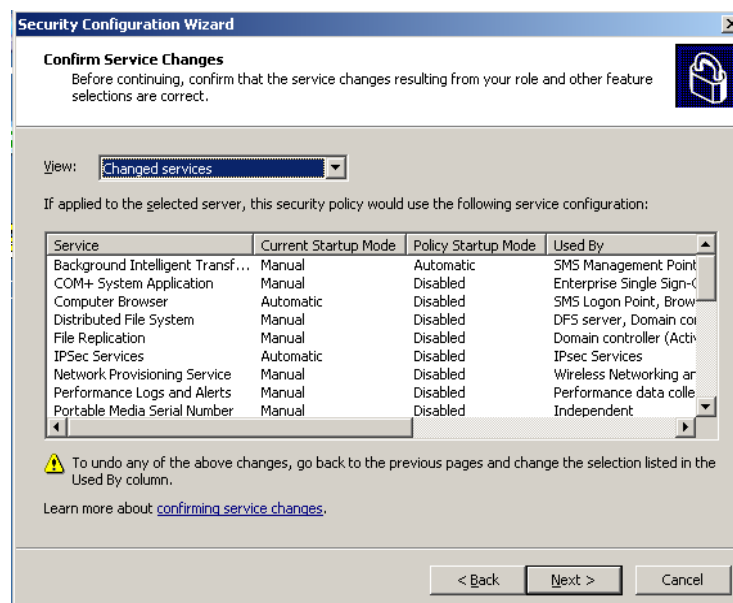 Security Configuration Wizard
Confirm Service Changes
Before continuing, confirm that the service changes resulting from your role and other feature
selections are correct.
View: Changed services
If applied to the selected server, this security policy would use the following service configuration:
Service Current Startup Mode Policy Startup Mode Used By
Background Intelligent Transf... Manual Automatic SMS Management Point
COM+ System Application Manual Disabled Enterprise Single Sign-
Computer Browser Automatic Disabled SMS Logon Point, Brow
Distributed File System Manual Disabled DFS server, Domain co
File Replication Manual Disabled Domain controller (Activ
IPSec Services Automatic Disabled IPsec Services
Network Provisioning Service Manual Disabled Wireless Networking ar
Performance Logs and Alerts Manual Disabled Performance data colle
Portable Media Serial Number Manual Disabled Independent
To undo any of the above changes, go back to the previous pages and change the selection listed in the
Used By column.
Learn more about confirming service changes.
< Back Next > Cancel